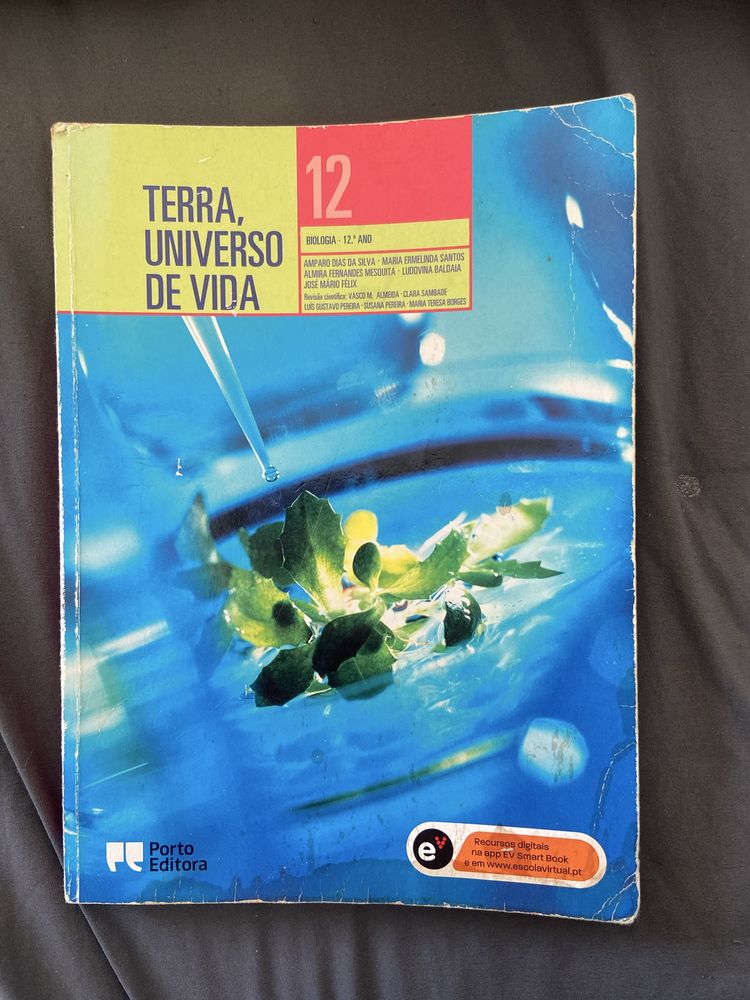 TERRA,
UNIVERSO
DE VIDA
12
BIOLOGIA · 12.º ANO
AMPARO DIAS DA SILVA · MARIA ERMELINDA SANTOS
ALMIRA FERNANDES MESQUITA · LUDOVINA BALDAIA
JOSÉ MÁRIO FÉLIX
Revisão científica: VASCO M. ALMEIDA · CLARA SAMBADE
LUÍS GUSTAVO PEREIRA · SUSANA PEREIRA · MARIA TERESA BORGES
Porto
Editora
ev
Recursos digitais
na app EV Smart Book
e em www.escolavirtual.pt